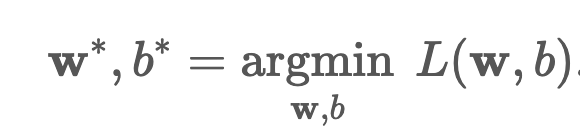 w*, b* = argmin L(w, b).
w,b